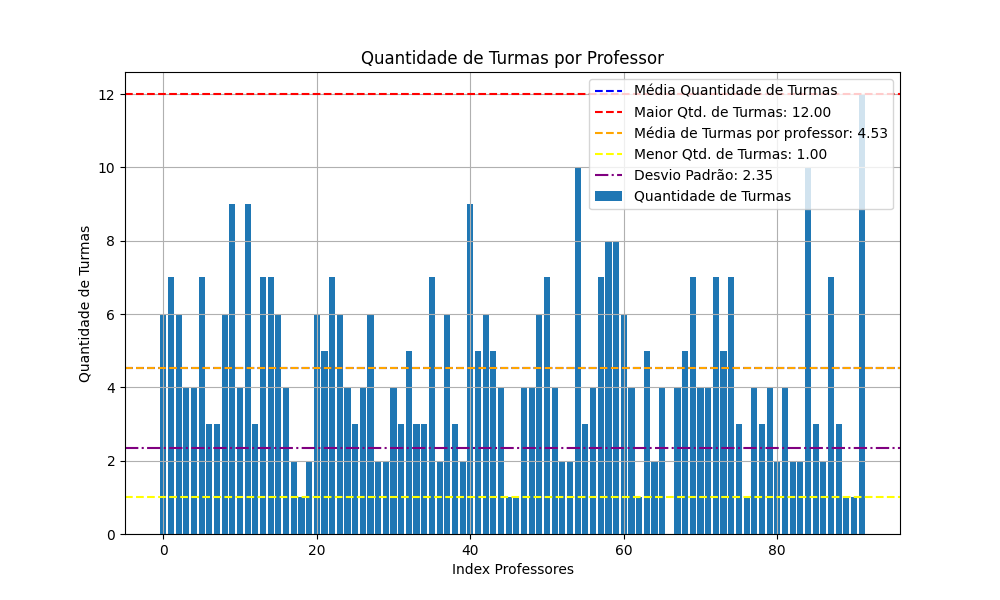 Quantidade de Turmas por Professor
Média Quantidade de Turmas
Maior Qtd. de Turmas: 12.00
Média de Turmas por professor: 4.53
Menor Qtd. de Turmas: 1.00
Desvio Padrão: 2.35
Quantidade de Turmas
Quantidade de Turmas
12
10
8
6
4
2
0
0 20 40 60 80
Index Professores